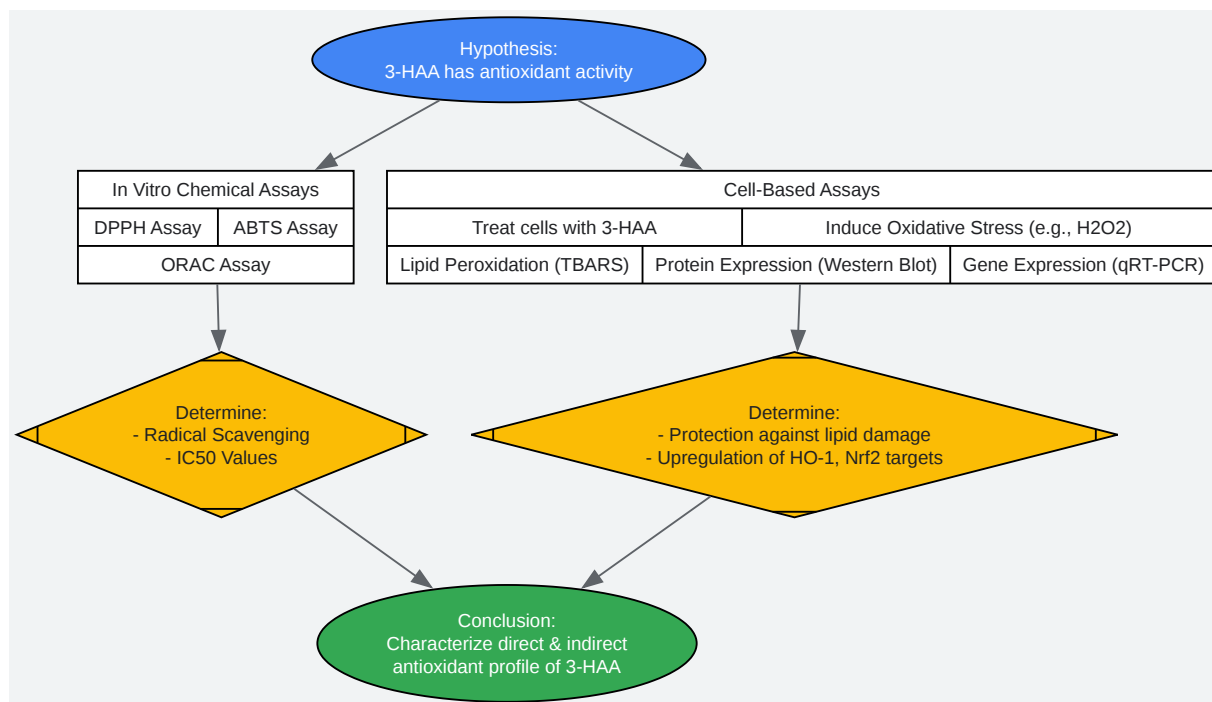 Hypothesis:
3-HAA has antioxidant activity
In Vitro Chemical Assays
DPPH Assay
ABTS Assay
ORAC Assay
Cell-Based Assays
Treat cells with 3-HAA
Induce Oxidative Stress (e.g., H2O2)
Lipid Peroxidation (TBARS)
Protein Expression (Western Blot)
Gene Expression (qRT-PCR)
Determine:
- Radical Scavenging
- IC50 Values
Determine:
- Protection against lipid damage
- Upregulation of HO-1, Nrf2 targets
Conclusion:
Characterize direct & indirect
antioxidant profile of 3-HAA